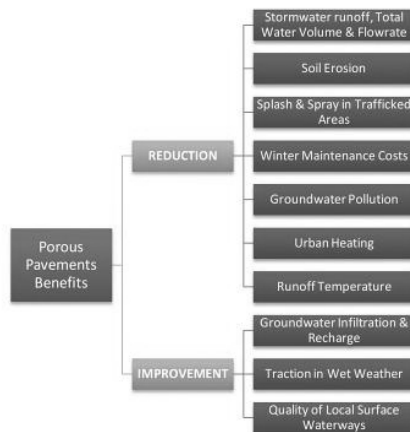 Stormwater runoff, Total
Water Volume & Flowrate
Soil Erosion
Splash & Spray in Trafficked
Areas
REDUCTION
Winter Maintenance Costs
Groundwater Pollution
Porous
Pavements
Benefits
Urban Heating
Runoff Temperature
Groundwater Infiltration &
Recharge
IMPROVEMENT
Traction in Wet Weather
Quality of Local Surface
Waterways